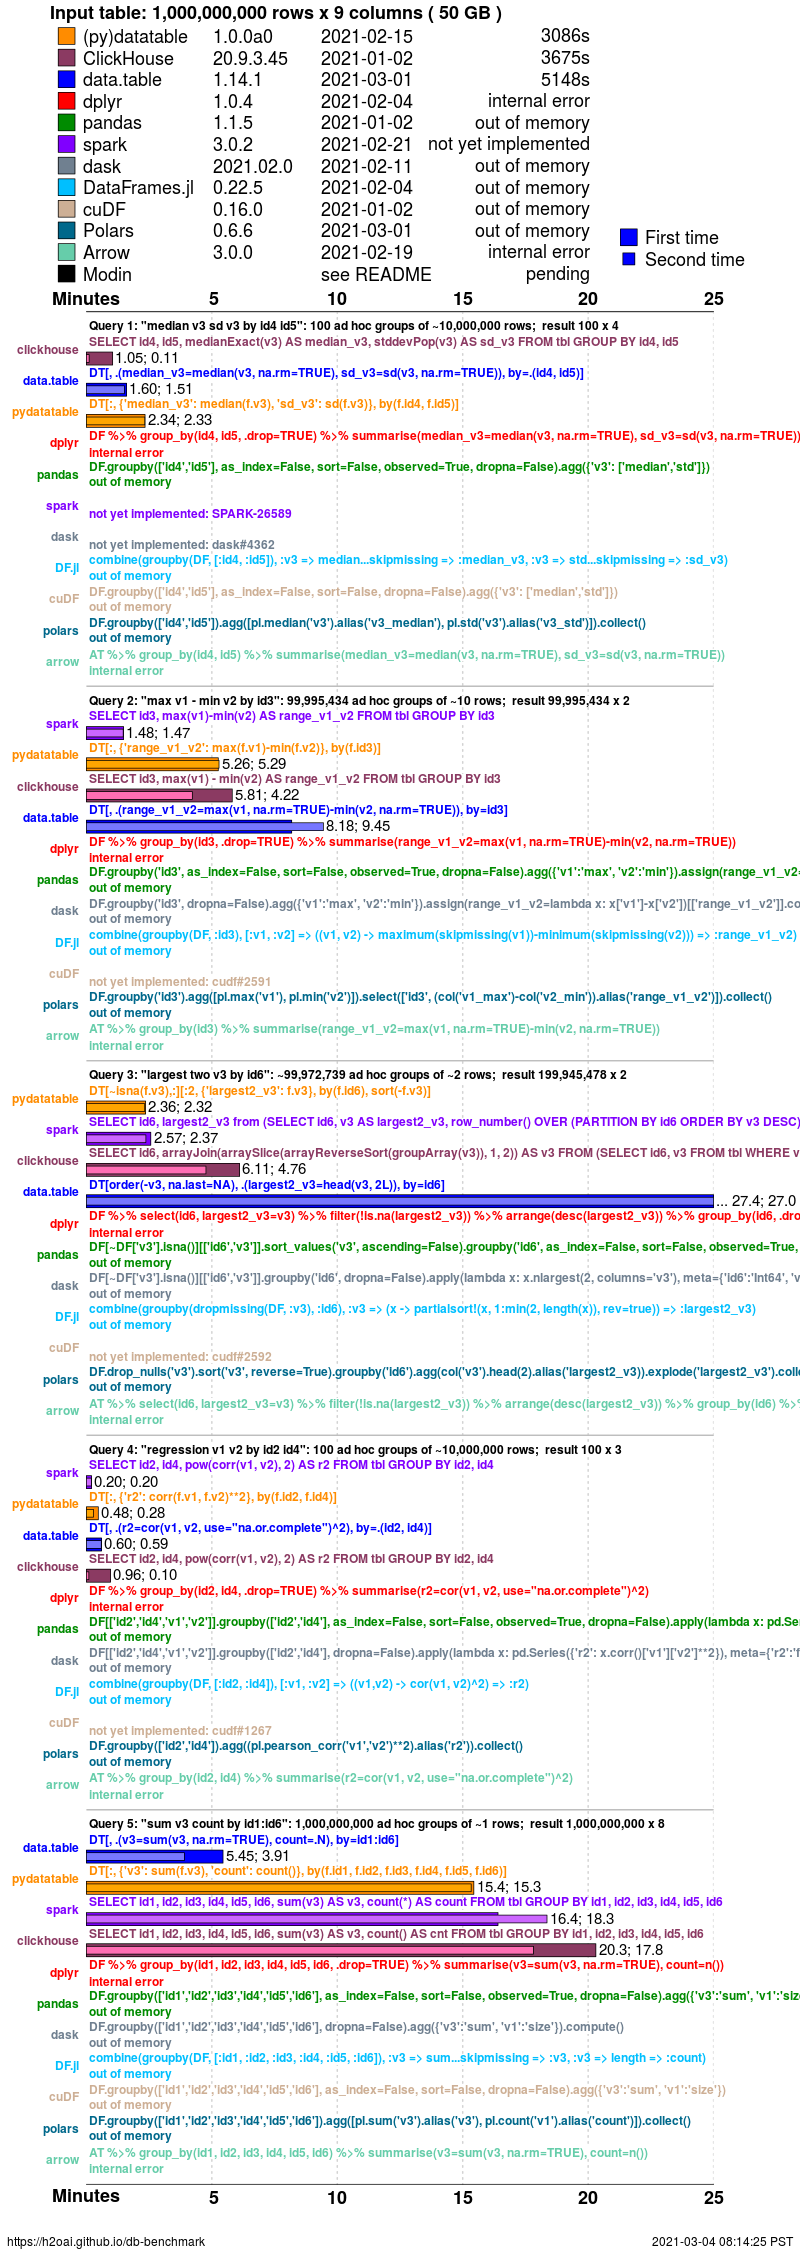 Input table: 1,000,000,000 rows x 9 columns ( 50 GB )
(py)datatable 1.0.0a0 2021-02-15 3086s
ClickHouse 20.9.3.45 2021-01-02 3675s
data.table 1.14.1 2021-03-01 5148s
dplyr 1.0.4 2021-02-04 internal error
pandas 1.1.5 2021-01-02 out of memory
spark 3.0.2 2021-02-21 not yet implemented
dask 2021.02.0 2021-02-11 out of memory
DataFrames.jl 0.22.5 2021-02-04 out of memory
cuDF 0.16.0 2021-01-02 out of memory
Polars 0.6.6 2021-03-01 out of memory
First time
Arrow 3.0.0 2021-02-19 internal error
Second time
Modin see README pending
Minutes 5 10 15 20 25
Query 1: "median v3 sd v3 by id4 id5": 100 ad hoc groups of ~10,000,000 rows; result 100 x 4
SELECT id4, id5, medianExact(v3) AS median_v3, stddevPop(v3) AS sd_v3 FROM tbl GROUP BY id4, id5
clickhouse
1.05; 0.11
DT[, .(median_v3=median(v3, na.rm=TRUE), sd_v3=sd(v3, na.rm=TRUE)), by=.(id4, id5)]
data.table
1.60; 1.51
DT[:, {'median_v3': median(f.v3), 'sd_v3': sd(f.v3)}, by(f.id4, f.id5)]
pydatatable
2.34; 2.33
DF %>% group_by(id4, id5, .drop=TRUE) %>% summarise(median_v3=median(v3, na.rm=TRUE), sd_v3=sd(v3, na.rm=TRUE))
dplyr
internal error
DF.groupby(['id4','id5'], as_index=False, sort=False, observed=True, dropna=False).agg({'v3': ['median','std']})
pandas
out of memory
spark
not yet implemented: SPARK-26589
dask
not yet implemented: dask#4362
combine(groupby(DF, [:id4, :id5]), :v3 => median...skipmissing => :median_v3, :v3 => std...skipmissing => :sd_v3)
DF.jl
out of memory
DF.groupby(['id4','id5'], as_index=False, sort=False, dropna=False).agg({'v3': ['median','std']})
cuDF
out of memory
DF.groupby(['id4','id5']).agg([pl.median('v3').alias('v3_median'), pl.std('v3').alias('v3_std')]).collect()
polars
out of memory
AT %>% group_by(id4, id5) %>% summarise(median_v3=median(v3, na.rm=TRUE), sd_v3=sd(v3, na.rm=TRUE))
arrow
internal error
Query 2: "max v1 - min v2 by id3": 99,995,434 ad hoc groups of ~10 rows; result 99,995,434 x 2
SELECT id3, max(v1)-min(v2) AS range_v1_v2 FROM tbl GROUP BY id3
spark
1.48; 1.47
DT[:, {'range_v1_v2': max(f.v1)-min(f.v2)}, by(f.id3)]
pydatatable
5.26; 5.29
SELECT id3, max(v1) - min(v2) AS range_v1_v2 FROM tbl GROUP BY id3
clickhouse
5.81; 4.22
DT[, .(range_v1_v2=max(v1, na.rm=TRUE)-min(v2, na.rm=TRUE)), by=id3]
data.table
8.18; 9.45
DF %>% group_by(id3, .drop=TRUE) %>% summarise(range_v1_v2=max(v1, na.rm=TRUE)-min(v2, na.rm=TRUE))
dplyr
internal error
DF.groupby('id3', as_index=False, sort=False, observed=True, dropna=False).agg({'v1':'max', 'v2':'min'}).assign(range_v1_v2=
pandas
out of memory
DF.groupby('id3', dropna=False).agg({'v1':'max', 'v2':'min'}).assign(range_v1_v2=lambda x: x['v1']-x['v2'])[['range_v1_v2']].co
dask
out of memory
combine(groupby(DF, :id3), [:v1, :v2] => ((v1, v2) -> maximum(skipmissing(v1))-minimum(skipmissing(v2))) => :range_v1_v2)
DF.jl
out of memory
cuDF
not yet implemented: cudf#2591
DF.groupby('id3').agg([pl.max('v1'), pl.min('v2')]).select(['id3', (col('v1_max')-col('v2_min')).alias('range_v1_v2')]).collect()
polars
out of memory
AT %>% group_by(id3) %>% summarise(range_v1_v2=max(v1, na.rm=TRUE)-min(v2, na.rm=TRUE))
arrow
internal error
Query 3: "largest two v3 by id6": ~99,972,739 ad hoc groups of ~2 rows; result 199,945,478 x 2
DT[~isna(f.v3),:][:2, {'largest2_v3': f.v3}, by(f.id6), sort(-f.v3)]
pydatatable
2.36; 2.32
SELECT id6, largest2_v3 from (SELECT id6, v3 AS largest2_v3, row_number() OVER (PARTITION BY id6 ORDER BY v3 DESC)
spark
2.57; 2.37
SELECT id6, arrayJoin(arraySlice(arrayReverseSort(groupArray(v3)), 1, 2)) AS v3 FROM (SELECT id6, v3 FROM tbl WHERE v
clickhouse
6.11; 4.76
DT[order(-v3, na.last=NA), .(largest2_v3=head(v3, 2L)), by=id6]
data.table
... 27.4; 27.0
DF %>% select(id6, largest2_v3=v3) %>% filter(!is.na(largest2_v3)) %>% arrange(desc(largest2_v3)) %>% group_by(id6, .dro
dplyr
internal error
DF[~DF['v3'].isna()][['id6','v3']].sort_values('v3', ascending=False).groupby('id6', as_index=False, sort=False, observed=True,
pandas
out of memory
DF[~DF['v3'].isna()][['id6','v3']].groupby('id6', dropna=False).apply(lambda x: x.nlargest(2, columns='v3'), meta={'id6':'Int64', 'v
dask
out of memory
combine(groupby(dropmissing(DF, :v3), :id6), :v3 => (x -> partialsort!(x, 1:min(2, length(x)), rev=true)) => :largest2_v3)
DF.jl
out of memory
cuDF
not yet implemented: cudf#2592
DF.drop_nulls('v3').sort('v3', reverse=True).groupby('id6').agg(col('v3').head(2).alias('largest2_v3')).explode('largest2_v3').colle
polars
out of memory
AT %>% select(id6, largest2_v3=v3) %>% filter(!is.na(largest2_v3)) %>% arrange(desc(largest2_v3)) %>% group_by(id6) %>%
arrow
internal error
Query 4: "regression v1 v2 by id2 id4": 100 ad hoc groups of ~10,000,000 rows; result 100 x 3
SELECT id2, id4, pow(corr(v1, v2), 2) AS r2 FROM tbl GROUP BY id2, id4
spark
0.20; 0.20
DT[:, {'r2': corr(f.v1, f.v2)**2}, by(f.id2, f.id4)]
pydatatable
0.48; 0.28
DT[, .(r2=cor(v1, v2, use="na.or.complete")^2), by=.(id2, id4)]
data.table
0.60; 0.59
SELECT id2, id4, pow(corr(v1, v2), 2) AS r2 FROM tbl GROUP BY id2, id4
clickhouse
0.96; 0.10
DF %>% group_by(id2, id4, .drop=TRUE) %>% summarise(r2=cor(v1, v2, use="na.or.complete")^2)
dplyr
internal error
DF[['id2','id4','v1','v2']].groupby(['id2','id4'], as_index=False, sort=False, observed=True, dropna=False).apply(lambda x: pd.Se
pandas
out of memory
DF[['id2','id4','v1','v2']].groupby(['id2','id4'], dropna=False).apply(lambda x: pd.Series({'r2': x.corr()['v1']['v2']**2}), meta={'r2':'f
dask
out of memory
combine(groupby(DF, [:id2, :id4]), [:v1, :v2] => ((v1,v2) -> cor(v1, v2)^2) => :r2)
DF.jl
out of memory
cuDF
not yet implemented: cudf#1267
DF.groupby(['id2','id4']).agg((pl.pearson_corr('v1','v2')**2).alias('r2')).collect()
polars
out of memory
AT %>% group_by(id2, id4) %>% summarise(r2=cor(v1, v2, use="na.or.complete")^2)
arrow
internal error
Query 5: "sum v3 count by id1:id6": 1,000,000,000 ad hoc groups of ~1 rows; result 1,000,000,000 x 8
DT[, .(v3=sum(v3, na.rm=TRUE), count=.N), by=id1:id6]
data.table
5.45; 3.91
DT[:, {'v3': sum(f.v3), 'count': count()}, by(f.id1, f.id2, f.id3, f.id4, f.id5, f.id6)]
pydatatable
15.4; 15.3
SELECT id1, id2, id3, id4, id5, id6, sum(v3) AS v3, count(*) AS count FROM tbl GROUP BY id1, id2, id3, id4, id5, id6
spark
16.4; 18.3
SELECT id1, id2, id3, id4, id5, id6, sum(v3) AS v3, count() AS cnt FROM tbl GROUP BY id1, id2, id3, id4, id5, id6
clickhouse
20.3; 17.8
DF %>% group_by(id1, id2, id3, id4, id5, id6, .drop=TRUE) %>% summarise(v3=sum(v3, na.rm=TRUE), count=n())
dplyr
internal error
DF.groupby(['id1','id2','id3','id4','id5','id6'], as_index=False, sort=False, observed=True, dropna=False).agg({'v3':'sum', 'v1':'size
pandas
out of memory
DF.groupby(['id1','id2','id3','id4','id5','id6'], dropna=False).agg({'v3':'sum', 'v1':'size'}).compute()
dask
out of memory
combine(groupby(DF, [:id1, :id2, :id3, :id4, :id5, :id6]), :v3 => sum...skipmissing => :v3, :v3 => length => :count)
DF.jl
out of memory
DF.groupby(['id1','id2','id3','id4','id5','id6'], as_index=False, sort=False, dropna=False).agg({'v3':'sum', 'v1':'size'})
cuDF
out of memory
DF.groupby(['id1','id2','id3','id4','id5','id6']).agg([pl.sum('v3').alias('v3'), pl.count('v1').alias('count')]).collect()
polars
out of memory
AT %>% group_by(id1, id2, id3, id4, id5, id6) %>% summarise(v3=sum(v3, na.rm=TRUE), count=n())
arrow
internal error
Minutes 5 10 15 20 25
https://h2oai.github.io/db-benchmark 2021-03-04 08:14:25 PST